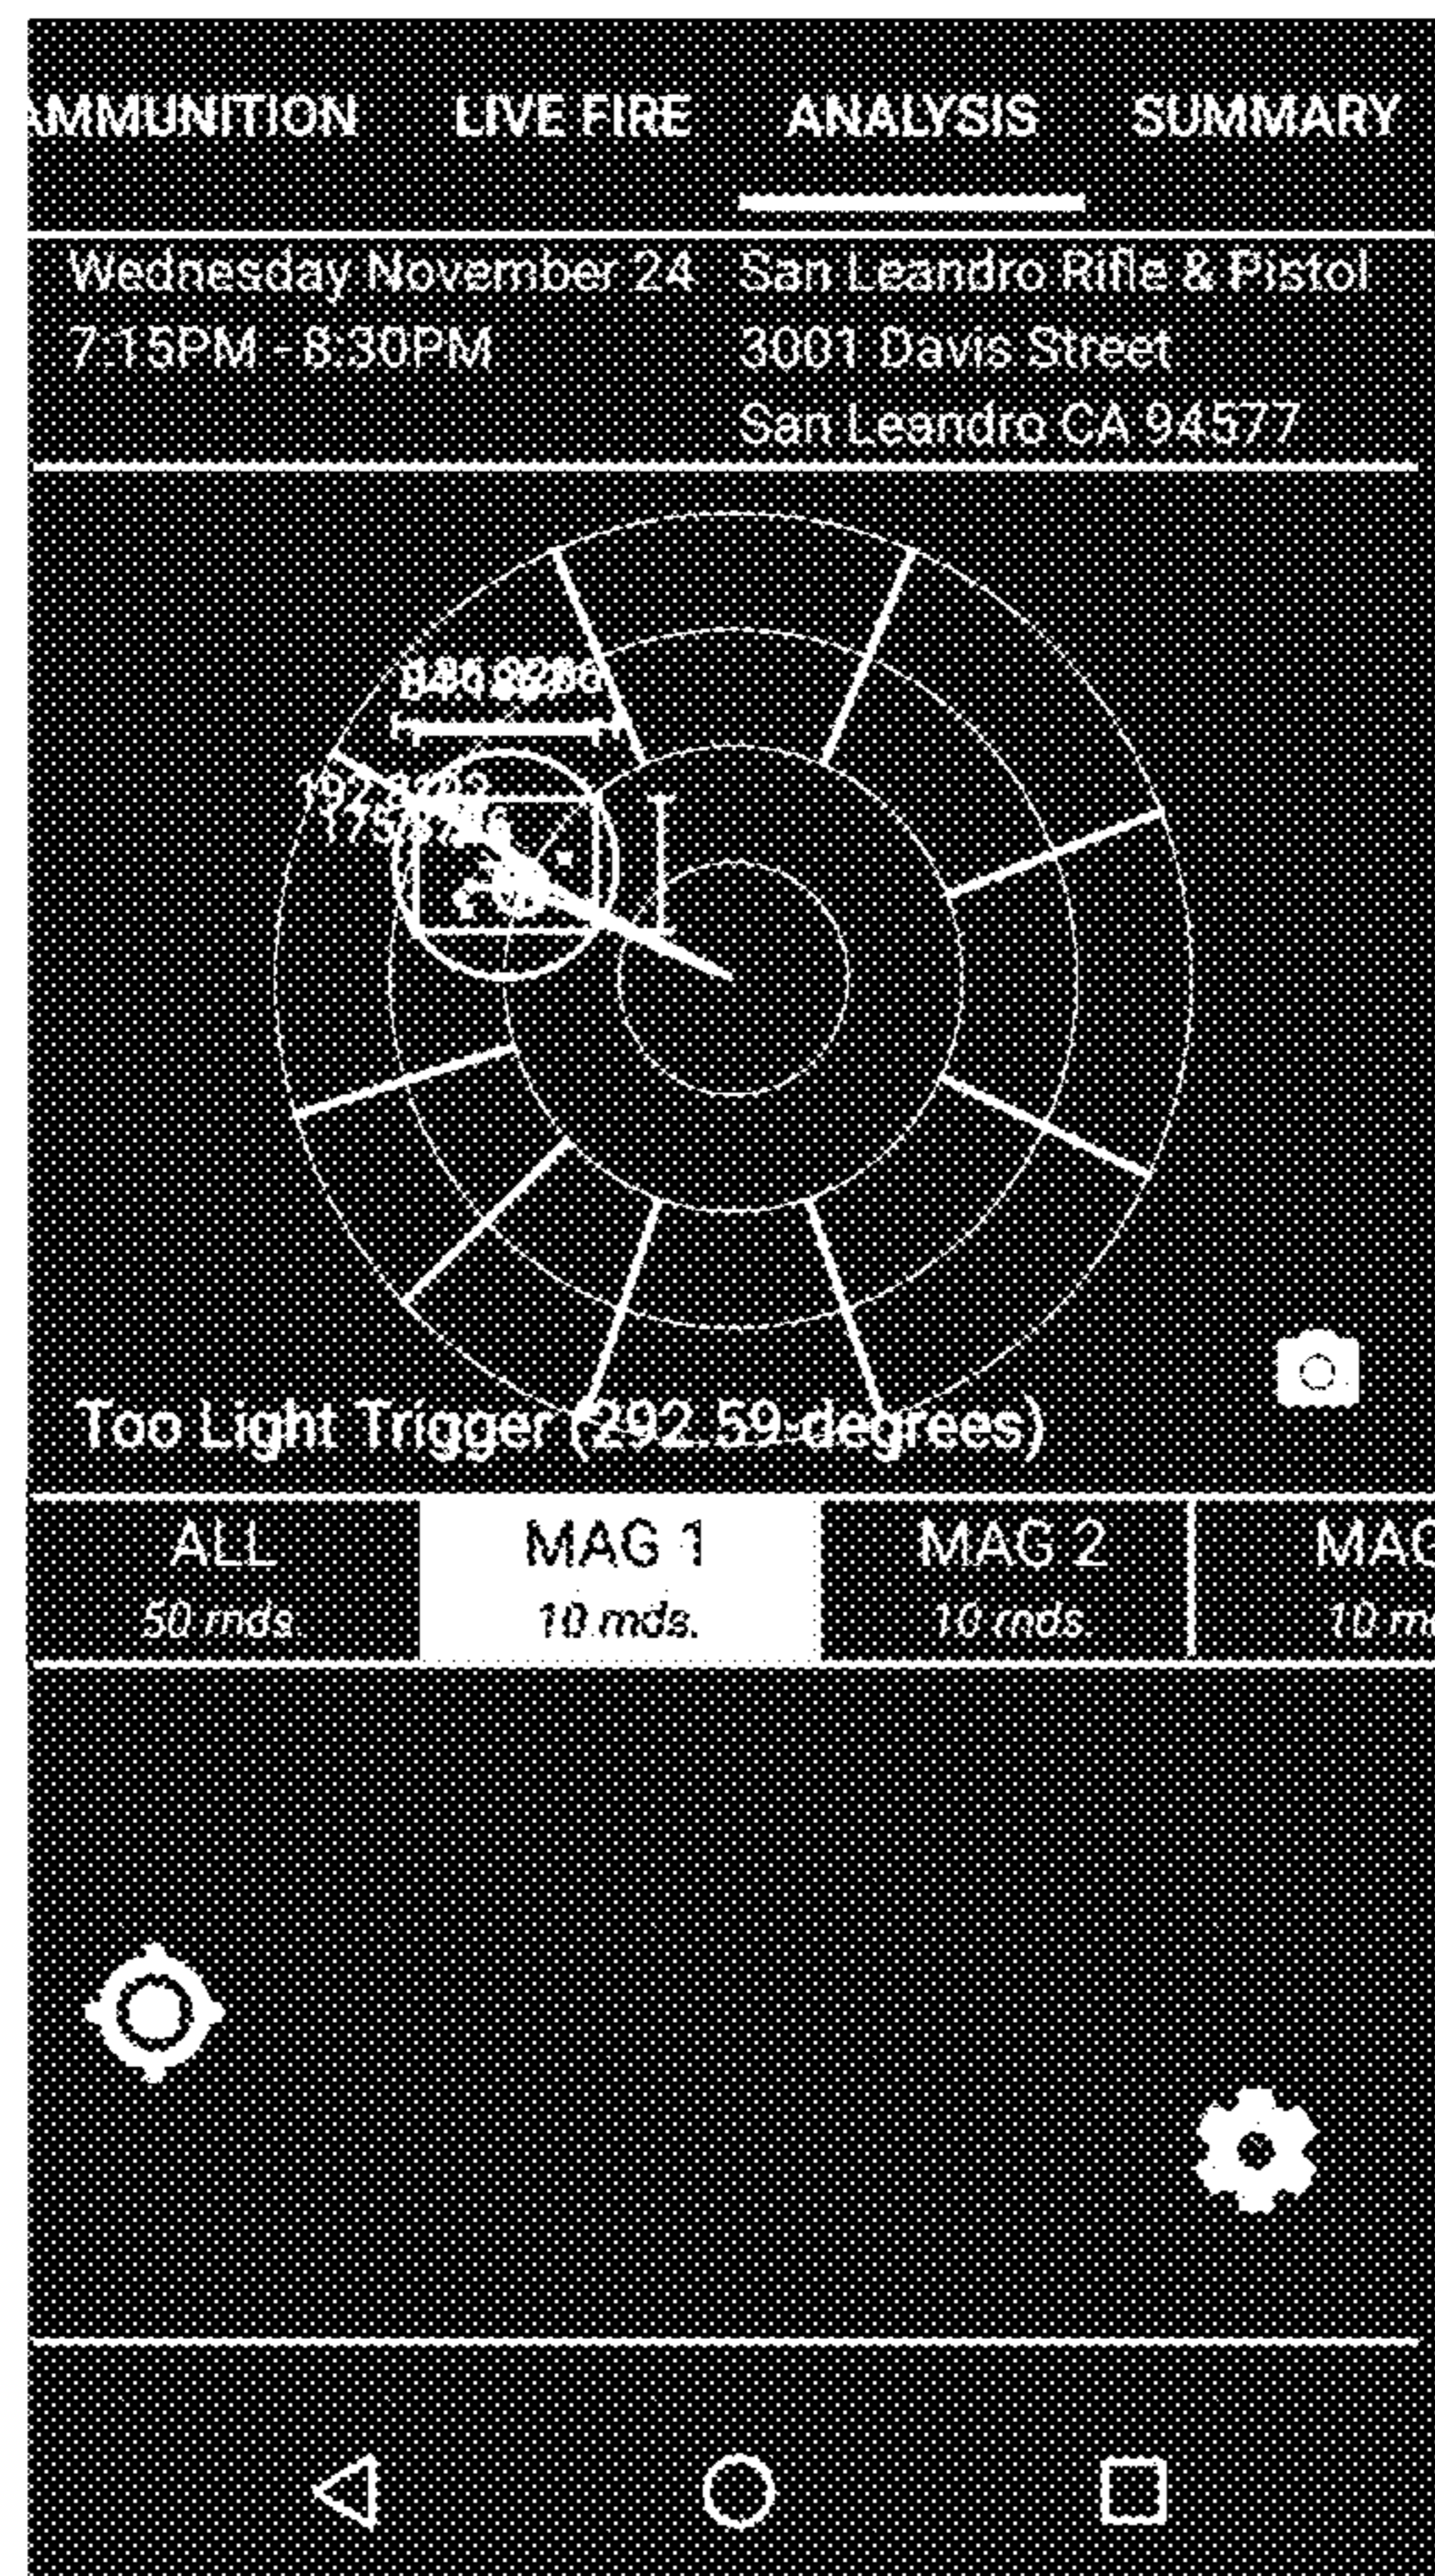 AMMUNITION LIVE FIRE ANALYSIS SUMMARY
Wednesday November 24 San Leandro Rifle & Pistol
7:15PM - 8:30PM 3001 Davis Street
San Leandro CA 94577
Too Light Trigger (292.59 degrees)
ALL MAG 1 MAG 2 MAG
50 rnds. 10 rnds. 10 rnds. 10